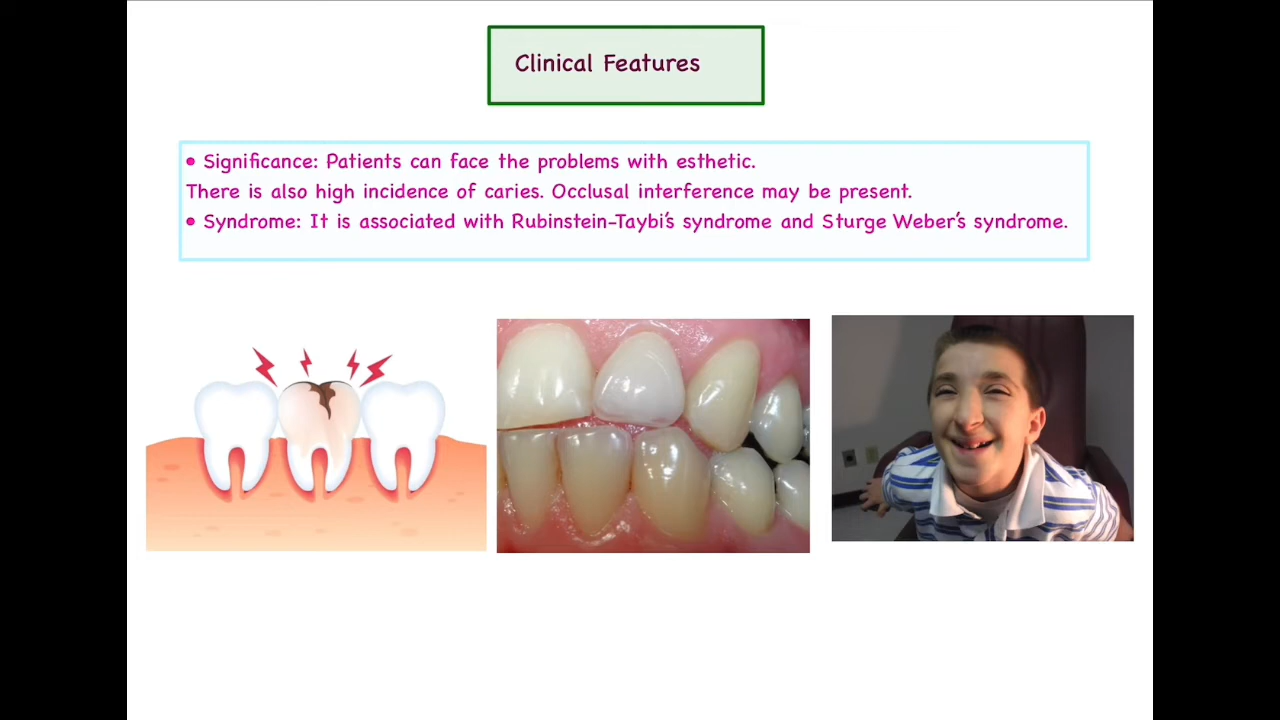 Clinical Features
• Significance: Patients can face the problems with esthetic.
There is also high incidence of caries. Occlusal interference may be present.
• Syndrome: It is associated with Rubinstein-Taybi's syndrome and Sturge Weber's syndrome.